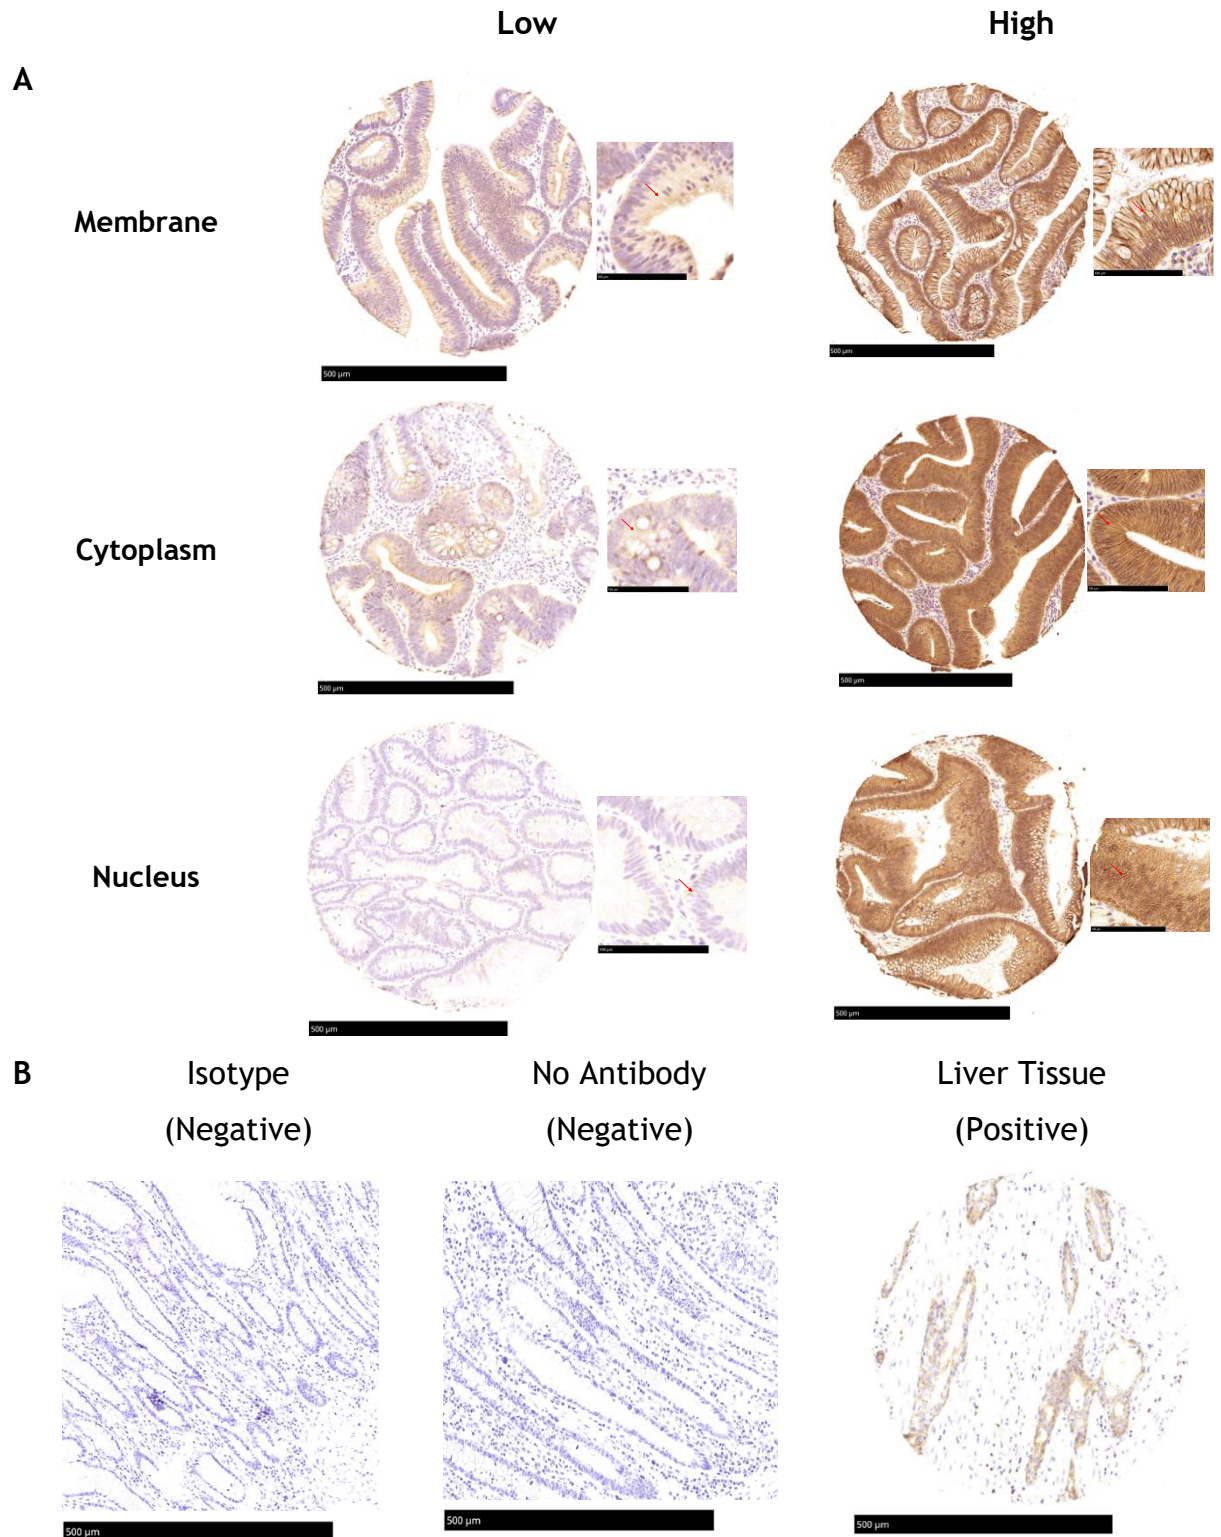 Low High
A
Membrane
500 µm
500 µm
Cytoplasm
500 µm
500 µm
Nucleus
500 µm
500 µm
B Isotype No Antibody Liver Tissue
(Negative) (Negative) (Positive)
500 µm
500 µm
500 µm